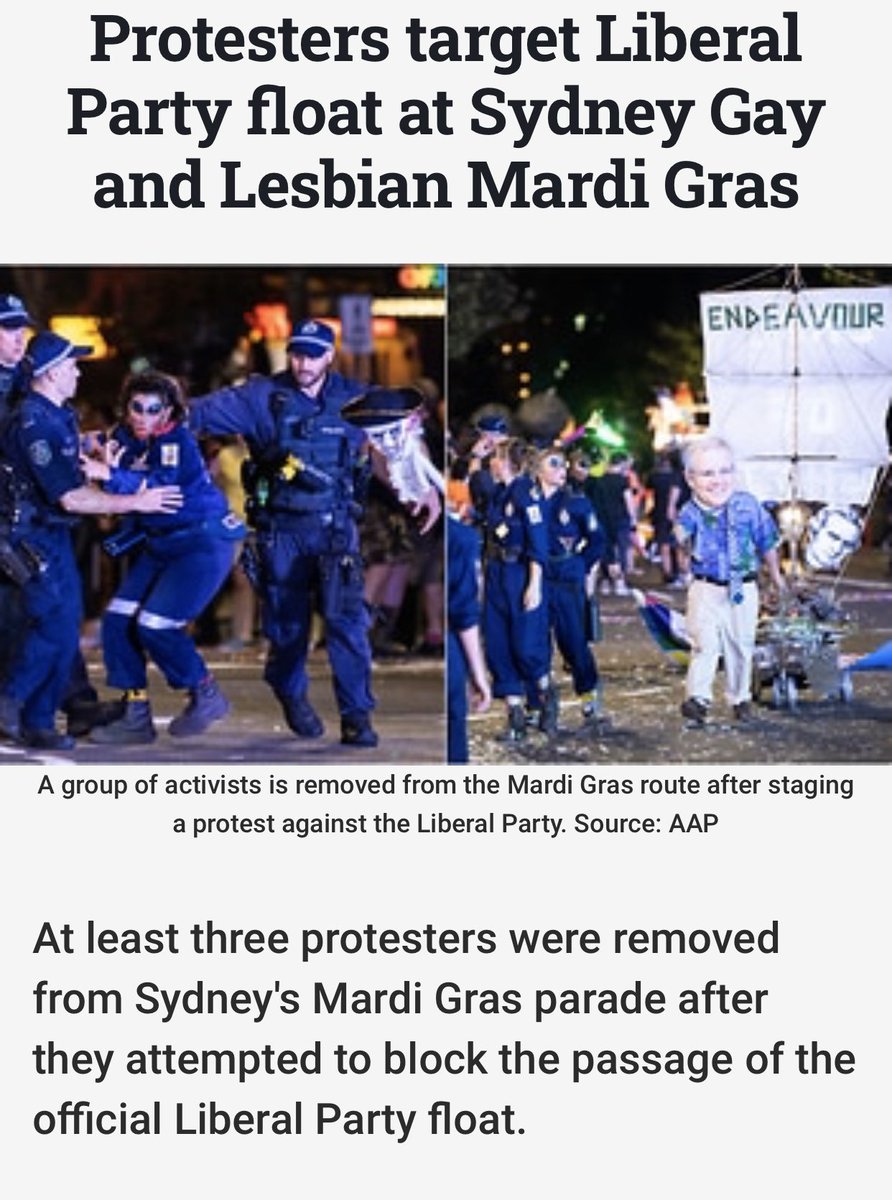 Protesters target Liberal
Party float at Sydney Gay
and Lesbian Mardi Gras
ENDEAVOUR
A group of activists is removed from the Mardi Gras route after staging
a protest against the Liberal Party. Source: AAP
At least three protesters were removed
from Sydney's Mardi Gras parade after
they attempted to block the passage of the
official Liberal Party float.